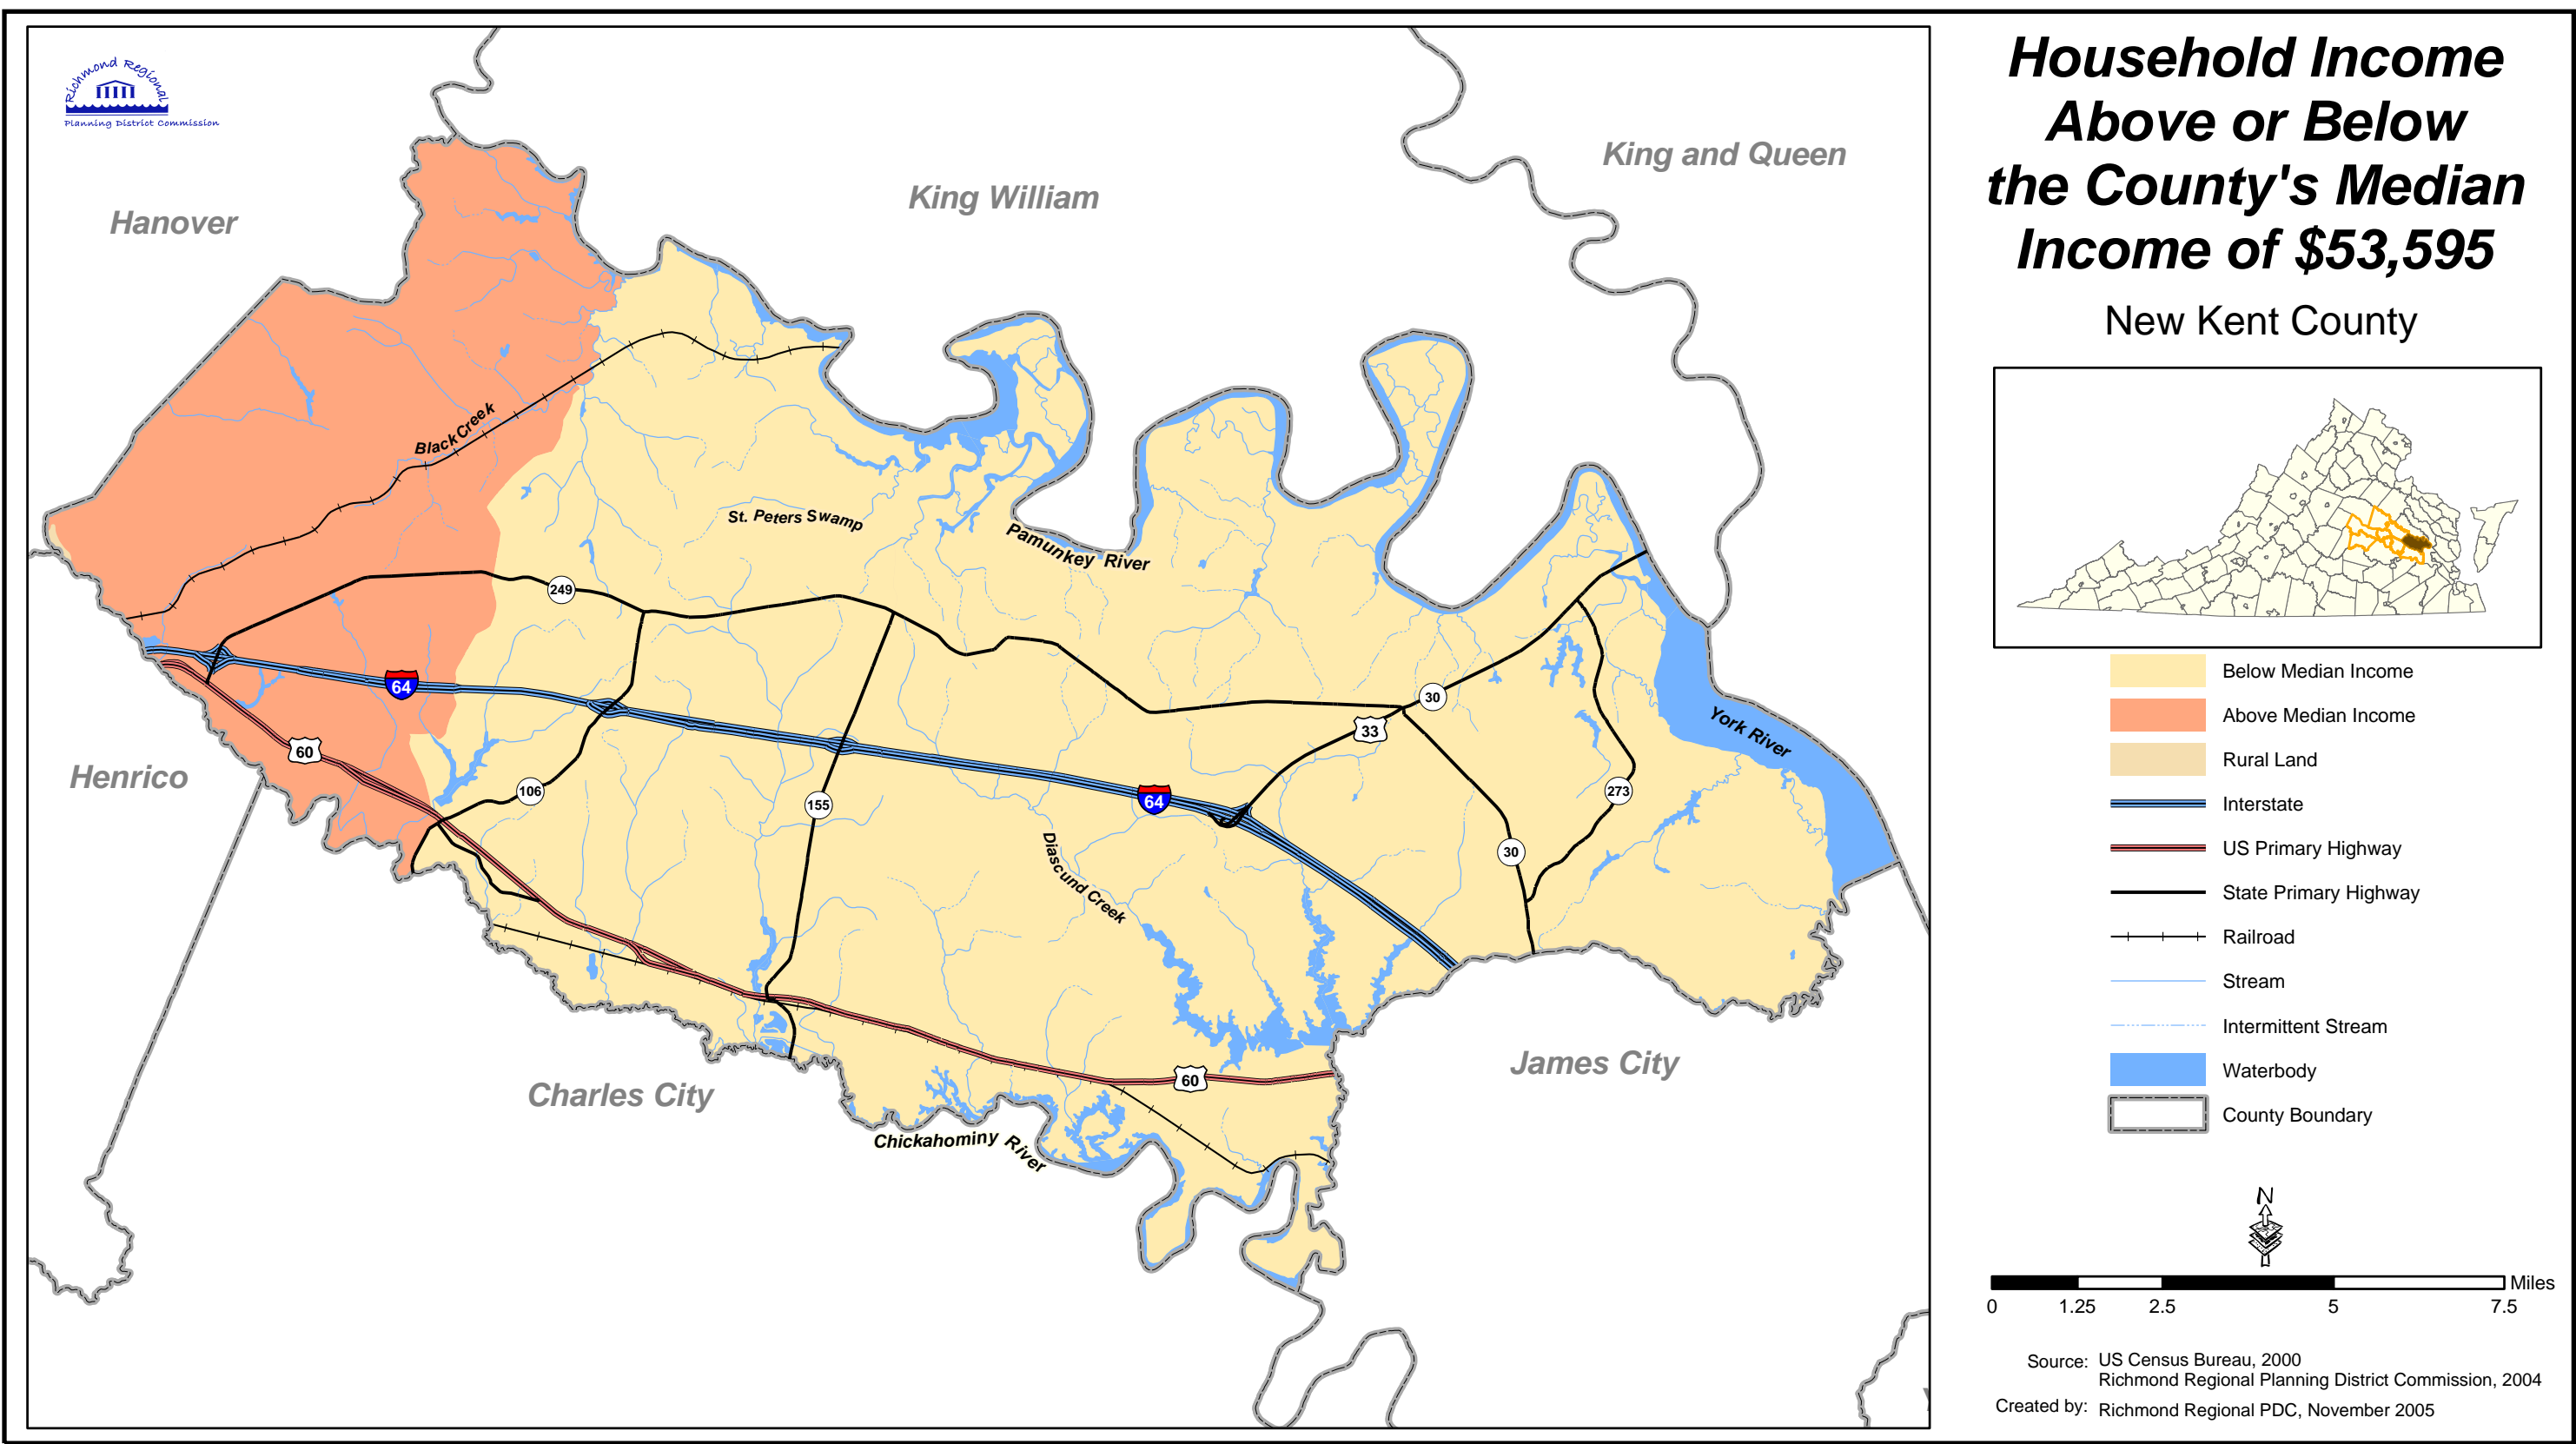 Richmond Regional
Planning District Commission
Household Income
Above or Below
the County's Median
Income of $53,595
New Kent County
Hanover
King William
King and Queen
Henrico
Charles City
James City
Black Creek
St. Peters Swamp
Pamunkey River
York River
Diascund Creek
Chickahominy River
249
64
60
106
155
64
33
30
273
30
60
Below Median Income
Above Median Income
Rural Land
Interstate
US Primary Highway
State Primary Highway
Railroad
Stream
Intermittent Stream
Waterbody
County Boundary
N
Miles
0 1.25 2.5 5 7.5
Source: US Census Bureau, 2000
Richmond Regional Planning District Commission, 2004
Created by: Richmond Regional PDC, November 2005